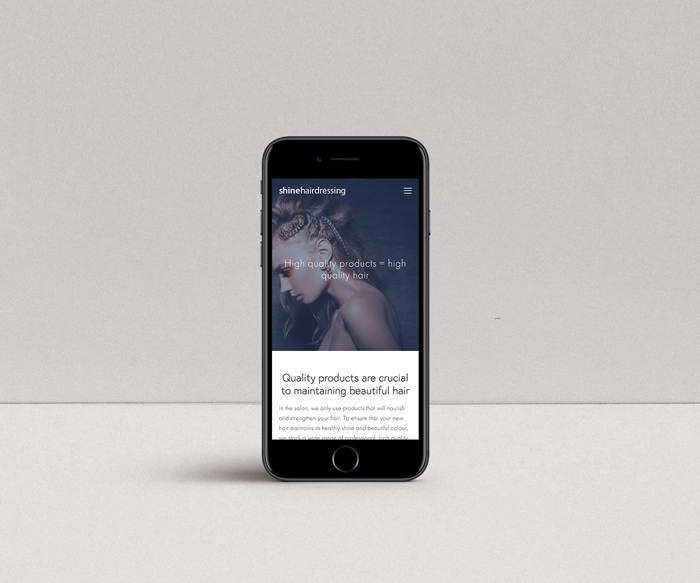 shinehairdressing
High quality products = high
quality hair
Quality products are crucial
to maintaining beautiful hair
In the salon, we only use products that will nourish
and strengthen your hair. To ensure that your new
hair maintains its healthy shine and beautiful colour,
we stock a wide range of professional, high quality